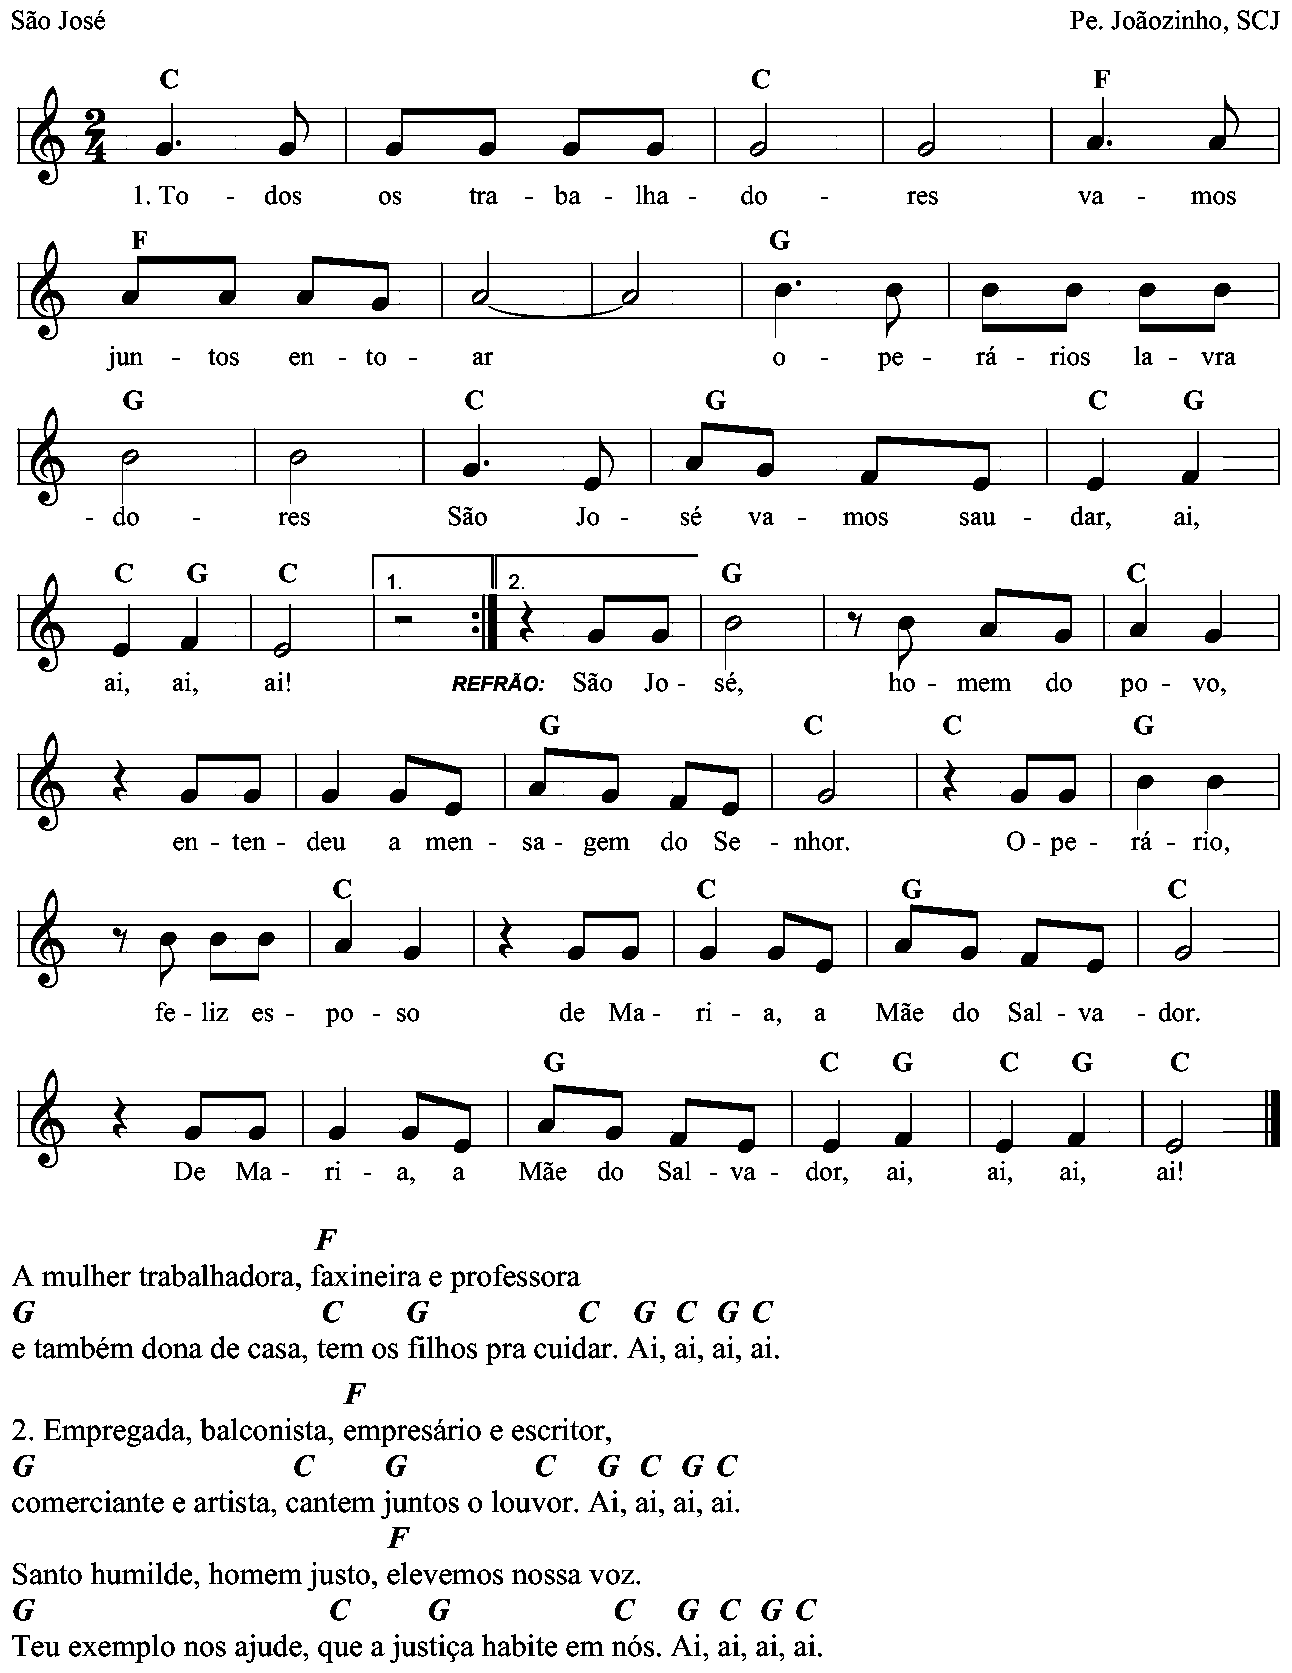 São José Pe. Joãozinho, SCJ
C C F
2
4
1. To - dos os tra - ba - lha - do - res va - mos
F G
jun - tos en - to - ar o - pe - rá - rios la - vra
G C G C G
- do - res São Jo - sé va - mos sau - dar, ai,
C G C 1. 2. G C
ai, ai, ai! REFRÃO: São Jo - sé, ho - mem do po - vo,
G C C G
en - ten - deu a men - sa - gem do Se - nhor. O - pe - rá - rio,
C C G C
fe - liz es - po - so de Ma - ri - a, a Mãe do Sal - va - dor.
G C G C G C
De Ma - ri - a, a Mãe do Sal - va - dor, ai, ai, ai, ai!
F
A mulher trabalhadora, faxineira e professora
G C G C G C G C
e também dona de casa, tem os filhos pra cuidar. Ai, ai, ai, ai.
F
2. Empregada, balconista, empresário e escritor,
G C G C G C G C
comerciante e artista, cantem juntos o louvor. Ai, ai, ai, ai.
F
Santo humilde, homem justo, elevemos nossa voz.
G C G C G C G C
Teu exemplo nos ajude, que a justiça habite em nós. Ai, ai, ai, ai.